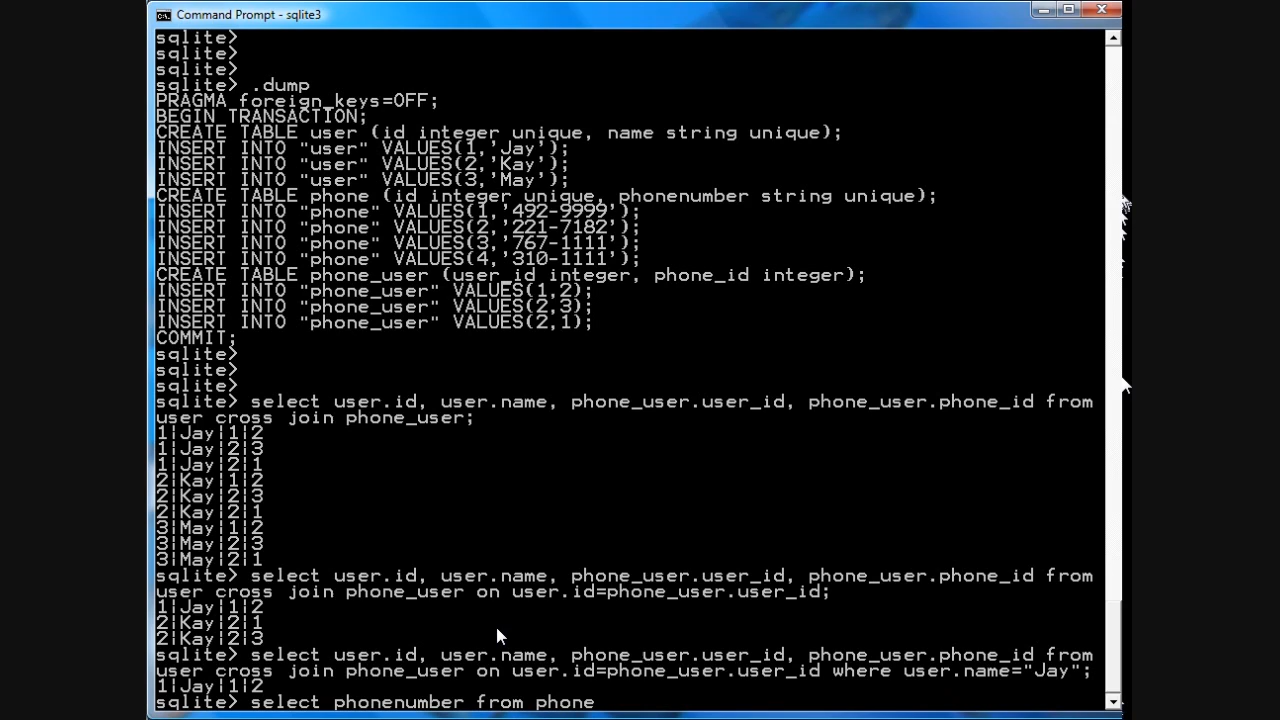 Command Prompt - sqlite3
sqlite>
sqlite>
sqlite>
sqlite> .dump
PRAGMA foreign_keys=OFF;
BEGIN TRANSACTION;
CREATE TABLE user (id integer unique, name string unique);
INSERT INTO "user" VALUES(1,'Jay');
INSERT INTO "user" VALUES(2,'Kay');
INSERT INTO "user" VALUES(3,'May');
CREATE TABLE phone (id integer unique, phonenumber string unique);
INSERT INTO "phone" VALUES(1,'492-9999');
INSERT INTO "phone" VALUES(2,'221-7182');
INSERT INTO "phone" VALUES(3,'767-1111');
INSERT INTO "phone" VALUES(4,'310-1111');
CREATE TABLE phone_user (user_id integer, phone_id integer);
INSERT INTO "phone_user" VALUES(1,2);
INSERT INTO "phone_user" VALUES(2,3);
INSERT INTO "phone_user" VALUES(2,1);
COMMIT;
sqlite>
sqlite>
sqlite>
sqlite> select user.id, user.name, phone_user.user_id, phone_user.phone_id from
user cross join phone_user;
1|Jay|1|2
1|Jay|2|3
1|Jay|2|1
2|Kay|1|2
2|Kay|2|3
2|Kay|2|1
3|May|1|2
3|May|2|3
3|May|2|1
sqlite> select user.id, user.name, phone_user.user_id, phone_user.phone_id from
user cross join phone_user on user.id=phone_user.user_id;
1|Jay|1|2
2|Kay|2|1
2|Kay|2|3
sqlite> select user.id, user.name, phone_user.user_id, phone_user.phone_id from
user cross join phone_user on user.id=phone_user.user_id where user.name="Jay";
1|Jay|1|2
sqlite> select phonenumber from phone